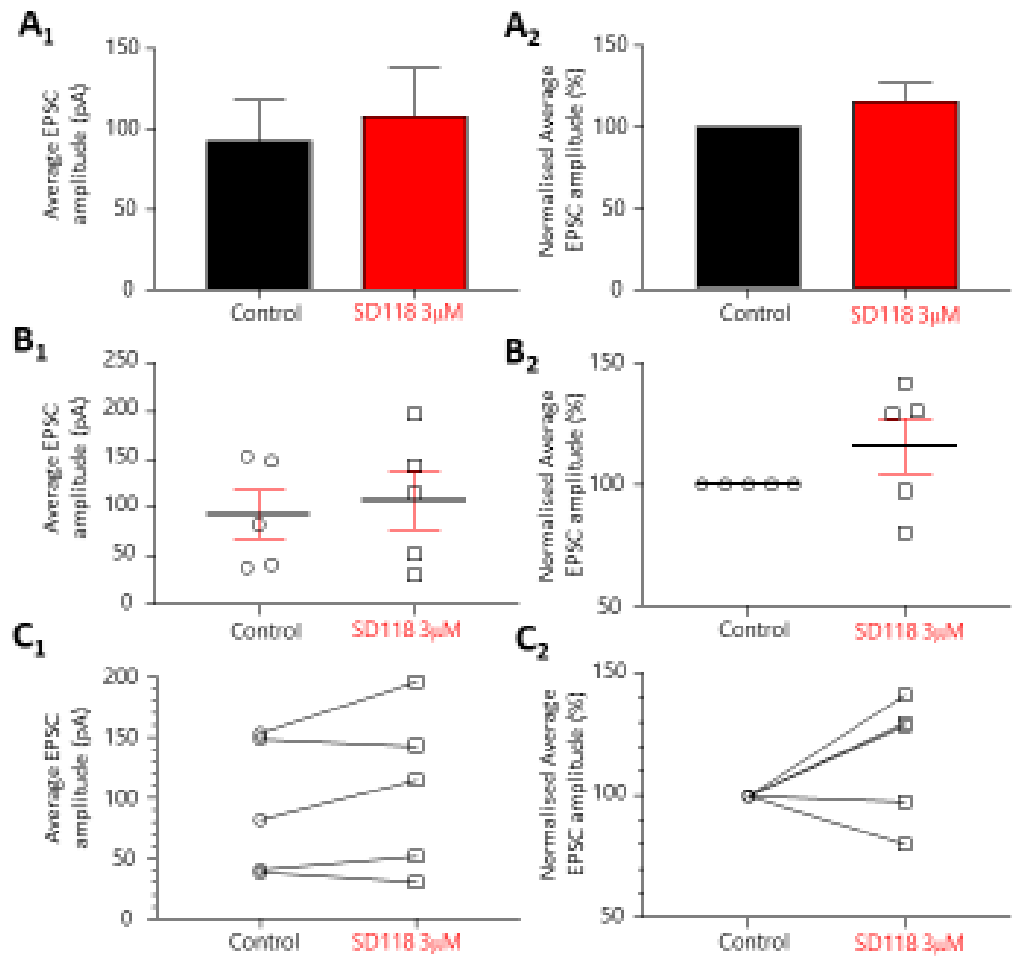 A1
Average EPSC
amplitude (pA)
150
100
50
0
Control
SD118 3μM
A2
Normalised Average
EPSC amplitude (%)
150
100
50
0
Control
SD118 3μM
B1
Average EPSC
amplitude (pA)
250
200
150
100
50
0
Control
SD118 3μM
B2
Normalised Average
EPSC amplitude (%)
150
100
50
Control
SD118 3μM
C1
Average EPSC
amplitude (pA)
200
150
100
50
0
Control
SD118 3μM
C2
Normalised Average
EPSC amplitude (%)
150
100
50
Control
SD118 3μM